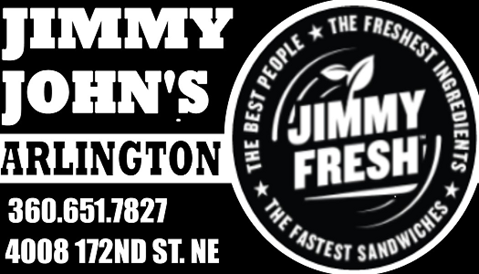 JIMMY
JOHN'S
ARLINGTON
360.651.7827
4008 172ND ST. NE
★ THE FRESHEST INGREDIENTS
★ THE FASTEST SANDWICHES
★ THE BEST PEOPLE
JIMMY
FRESH™